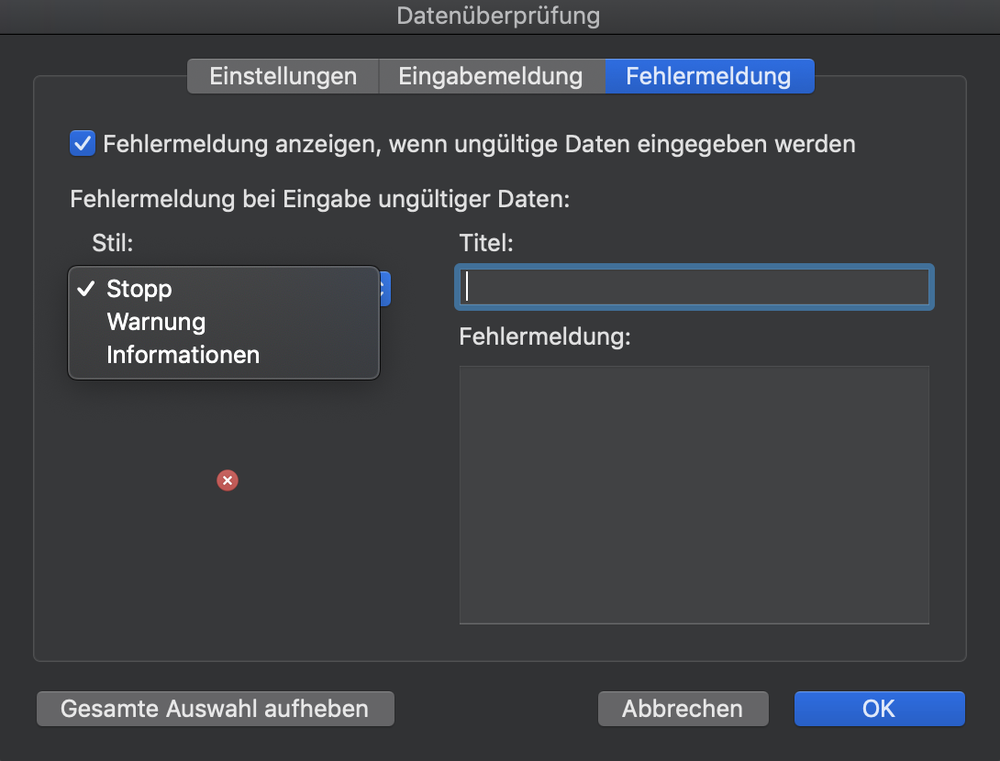 Datenüberprüfung
Einstellungen Eingabemeldung Fehlermeldung
Fehlermeldung anzeigen, wenn ungültige Daten eingegeben werden
Fehlermeldung bei Eingabe ungültiger Daten:
Stil:
Stopp
Warnung
Informationen
Titel:
Fehlermeldung:
Gesamte Auswahl aufheben Abbrechen OK